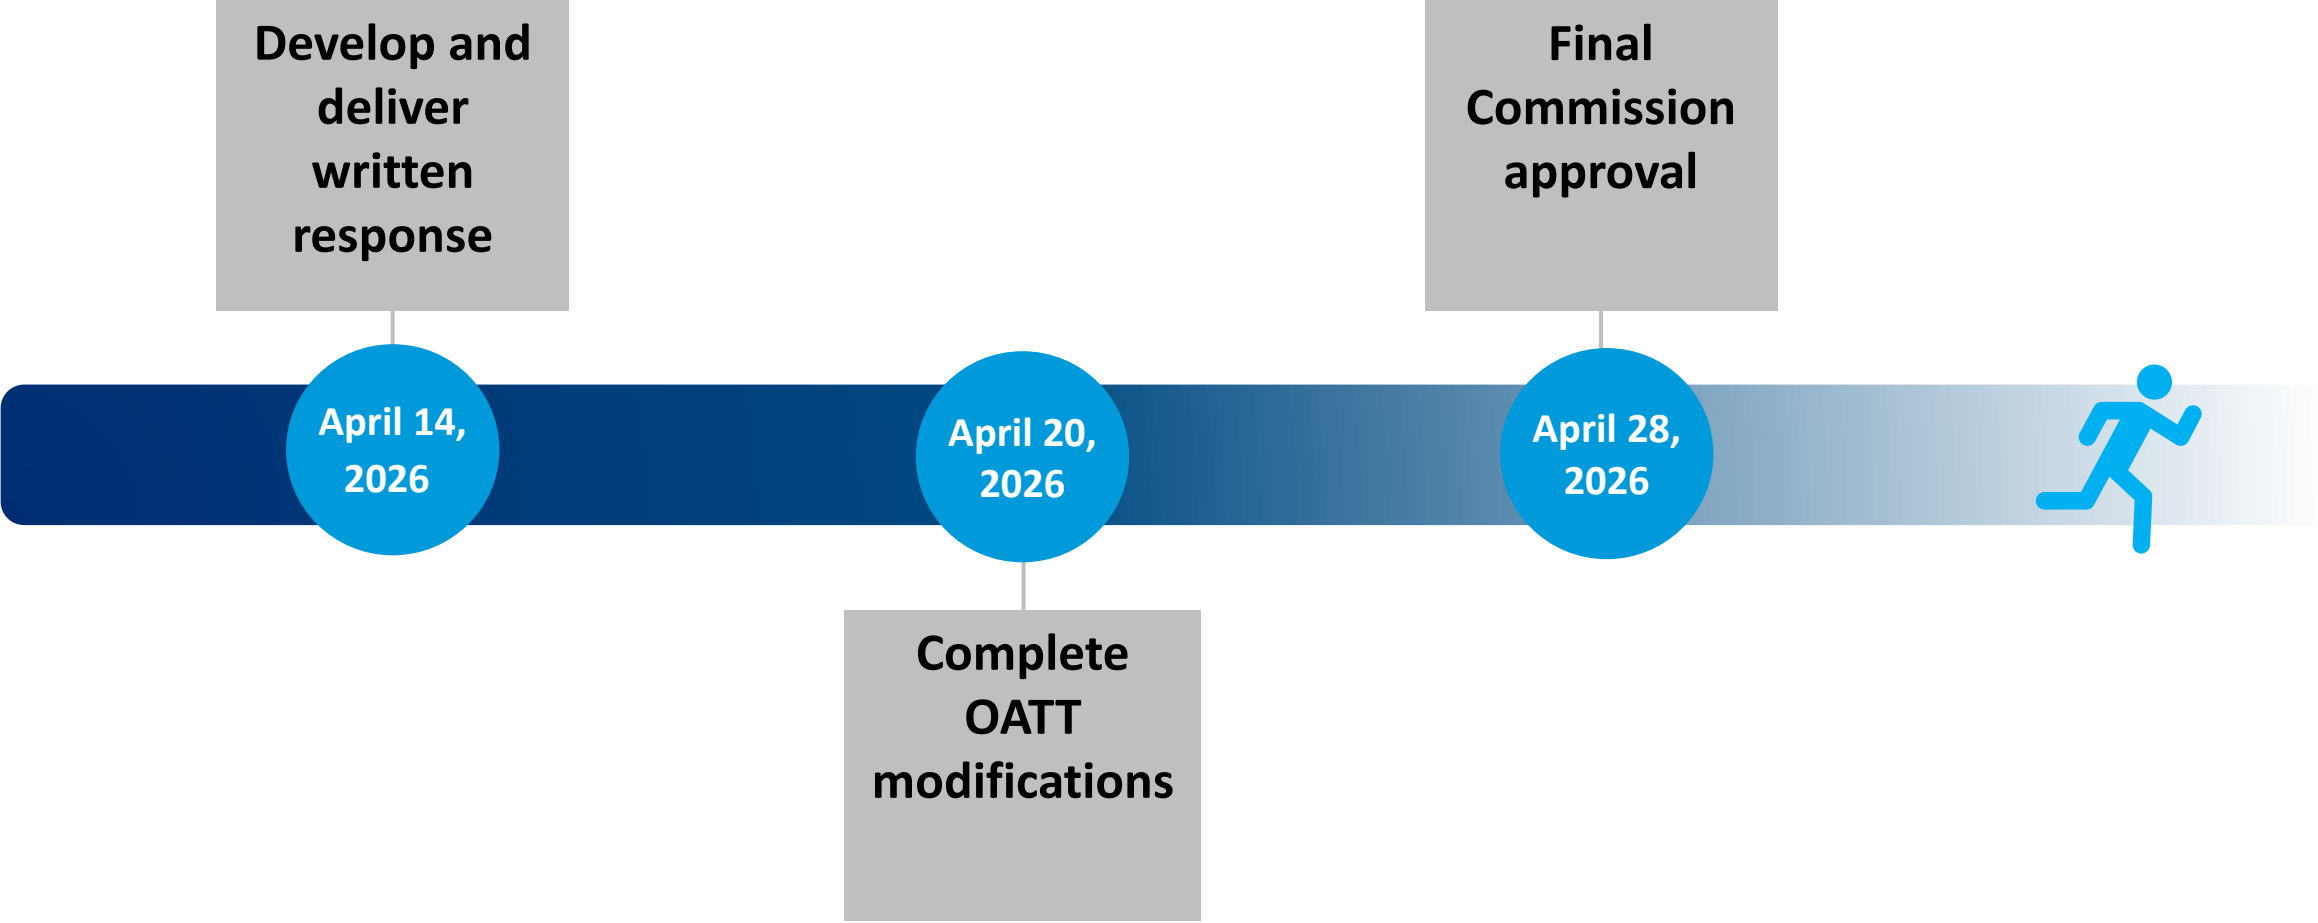 Develop and
deliver
written
response
April 14,
2026
April 20,
2026
Complete
OATT
modifications
Final
Commission
approval
April 28,
2026